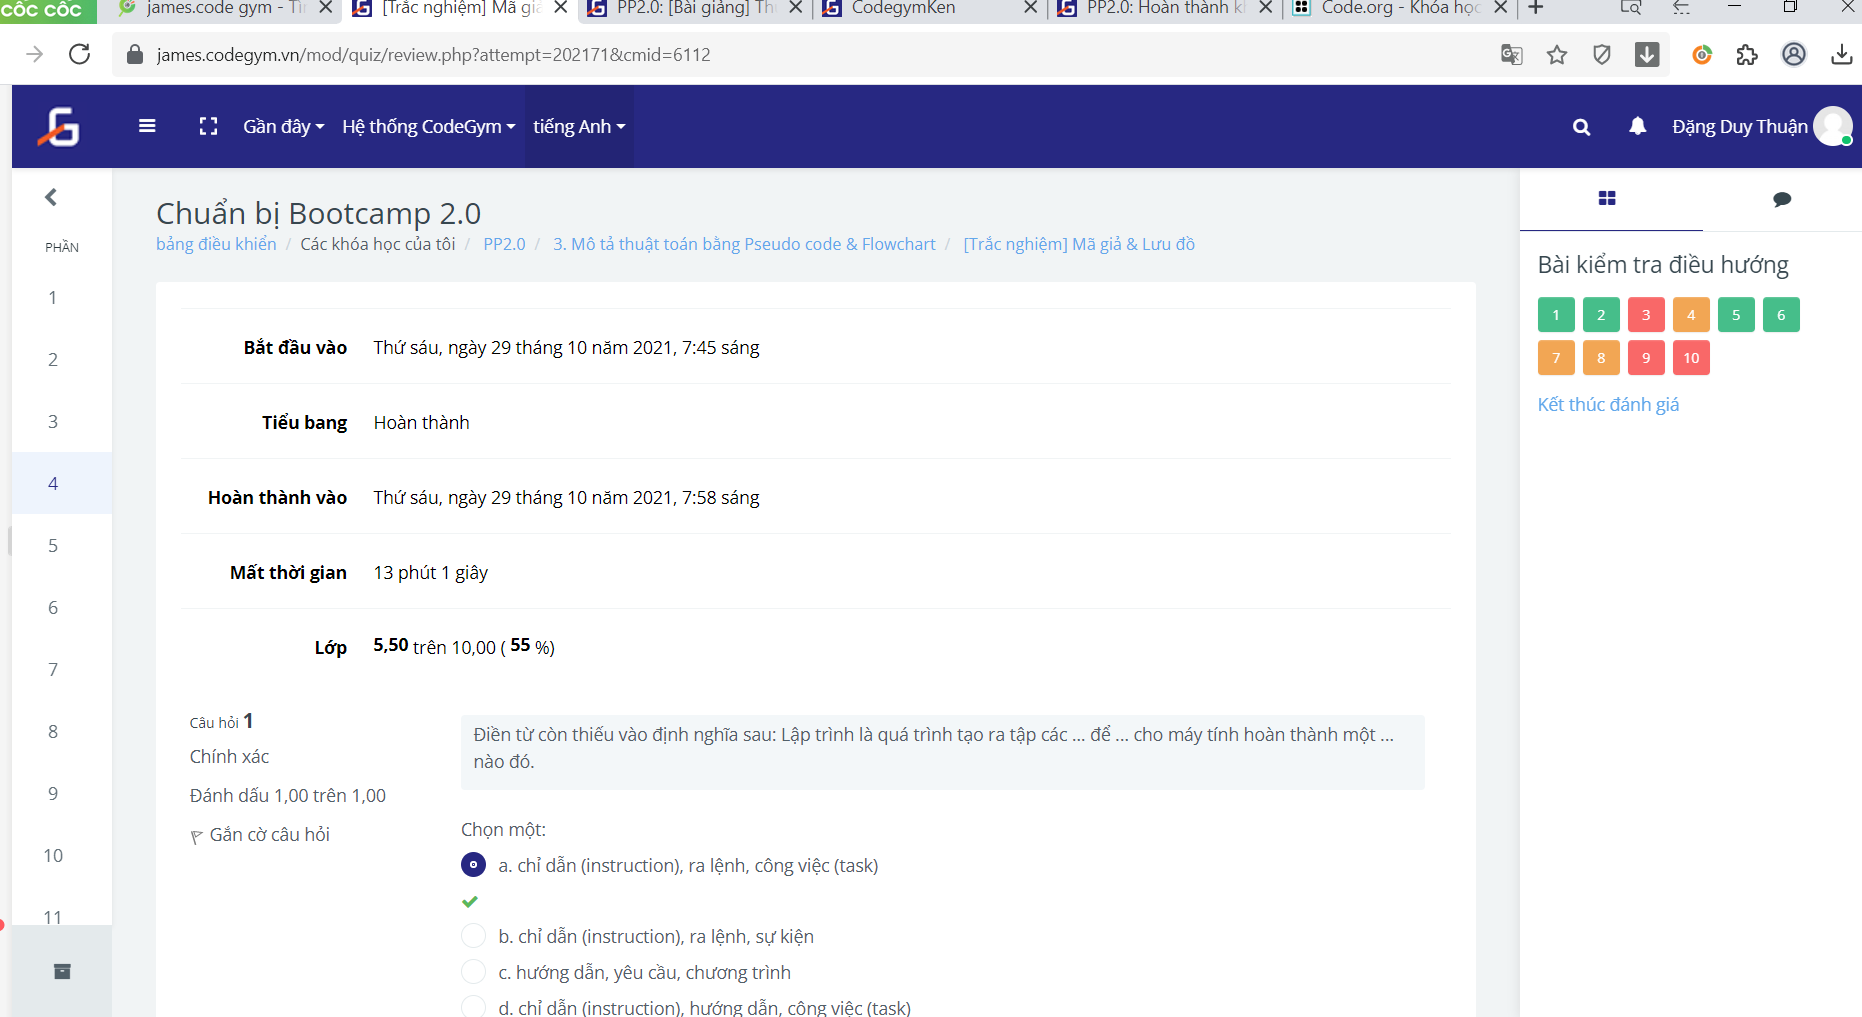 cốc cốc
james.code gym - Tìr
[Trắc nghiệm] Mã giả
PP2.0: [Bài giảng] Th
CodegymKen
PP2.0: Hoàn thành k
Code.org - Khóa học
james.codegym.vn/mod/quiz/review.php?attempt=202171&cmid=6112
Gần đây
Hệ thống CodeGym
tiếng Anh
Đặng Duy Thuận
PHẦN
1
2
3
4
5
6
7
8
9
10
11
Chuẩn bị Bootcamp 2.0
bảng điều khiển / Các khóa học của tôi / PP2.0 / 3. Mô tả thuật toán bằng Pseudo code & Flowchart / [Trắc nghiệm] Mã giả & Lưu đồ
Bắt đầu vào Thứ sáu, ngày 29 tháng 10 năm 2021, 7:45 sáng
Tiểu bang Hoàn thành
Hoàn thành vào Thứ sáu, ngày 29 tháng 10 năm 2021, 7:58 sáng
Mất thời gian 13 phút 1 giây
Lớp 5,50 trên 10,00 ( 55 %)
Câu hỏi 1
Chính xác
Đánh dấu 1,00 trên 1,00
Gắn cờ câu hỏi
Điền từ còn thiếu vào định nghĩa sau: Lập trình là quá trình tạo ra tập các ... để ... cho máy tính hoàn thành một ...
nào đó.
Chọn một:
a. chỉ dẫn (instruction), ra lệnh, công việc (task)
b. chỉ dẫn (instruction), ra lệnh, sự kiện
c. hướng dẫn, yêu cầu, chương trình
d. chỉ dẫn (instruction), hướng dẫn, công việc (task)
Bài kiểm tra điều hướng
1 2 3 4 5 6
7 8 9 10
Kết thúc đánh giá